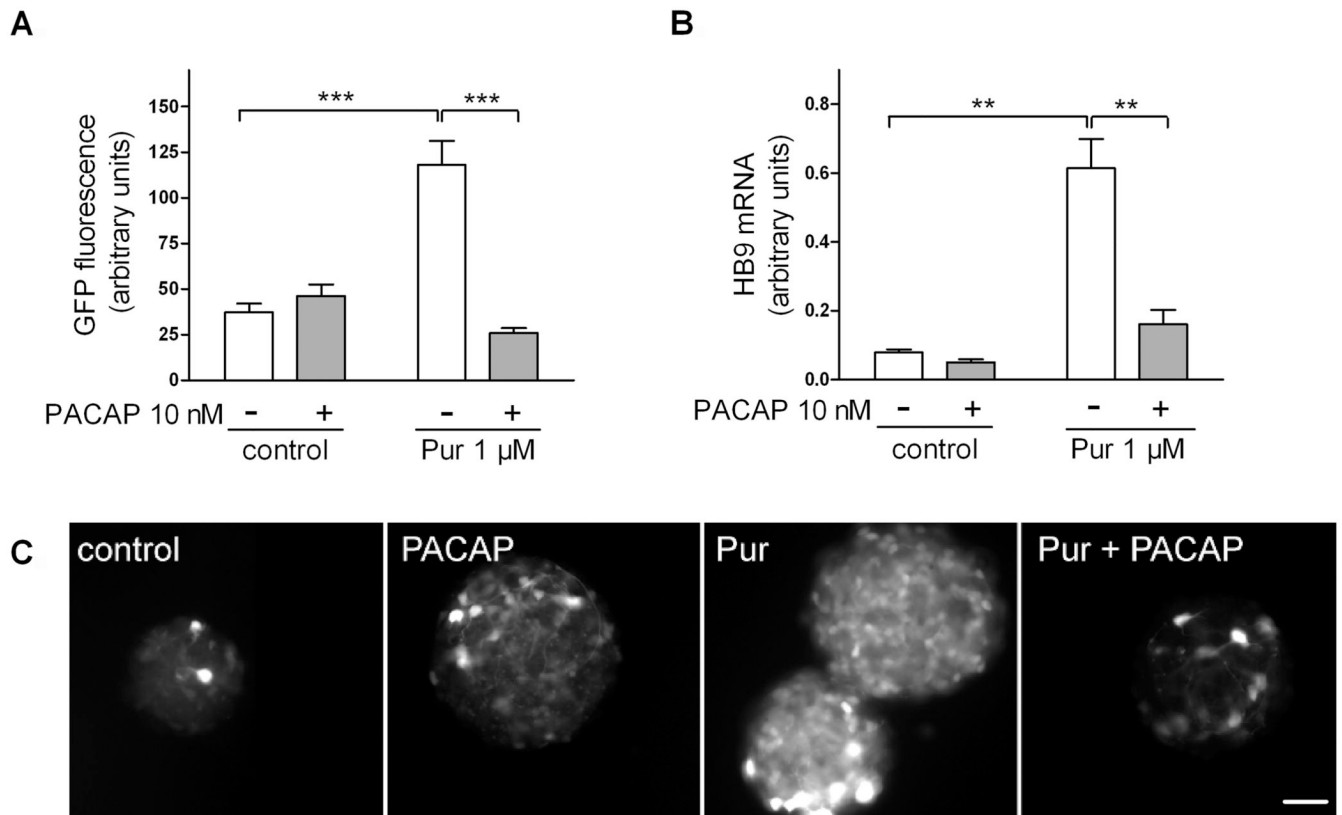 A
GFP fluorescence
(arbitrary units)
150
125
100
75
50
25
0
***
***
PACAP 10 nM - + - +
control
Pur 1 µM
B
HB9 mRNA
(arbitrary units)
0.8
0.6
0.4
0.2
0.0
**
**
PACAP 10 nM - + - +
control
Pur 1 µM
C
control
PACAP
Pur
Pur + PACAP